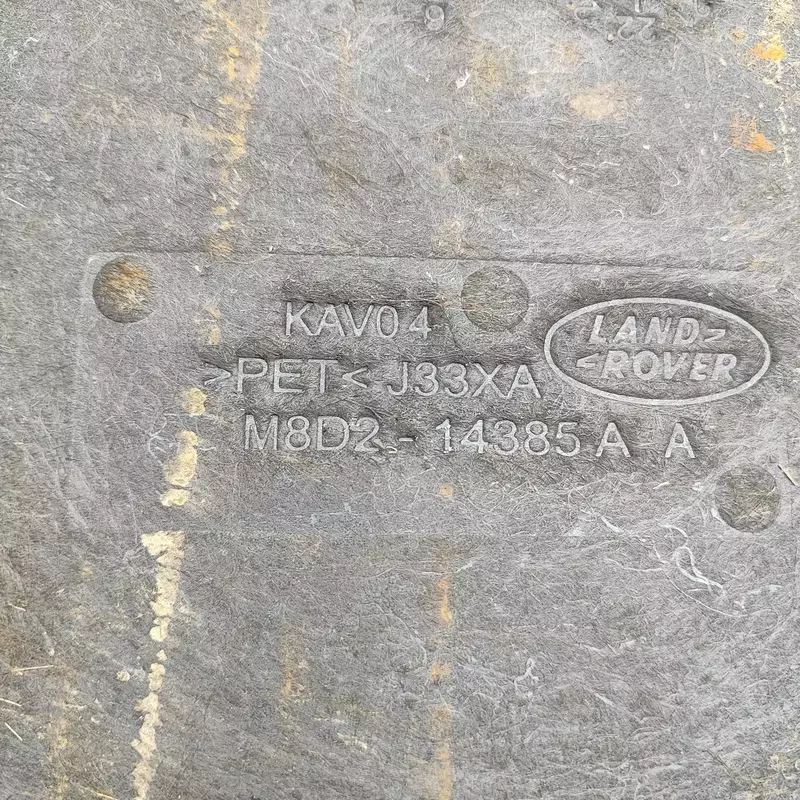 KAV04
>PET< J33XA
LAND>
<ROVER
M8D2-14385 A A